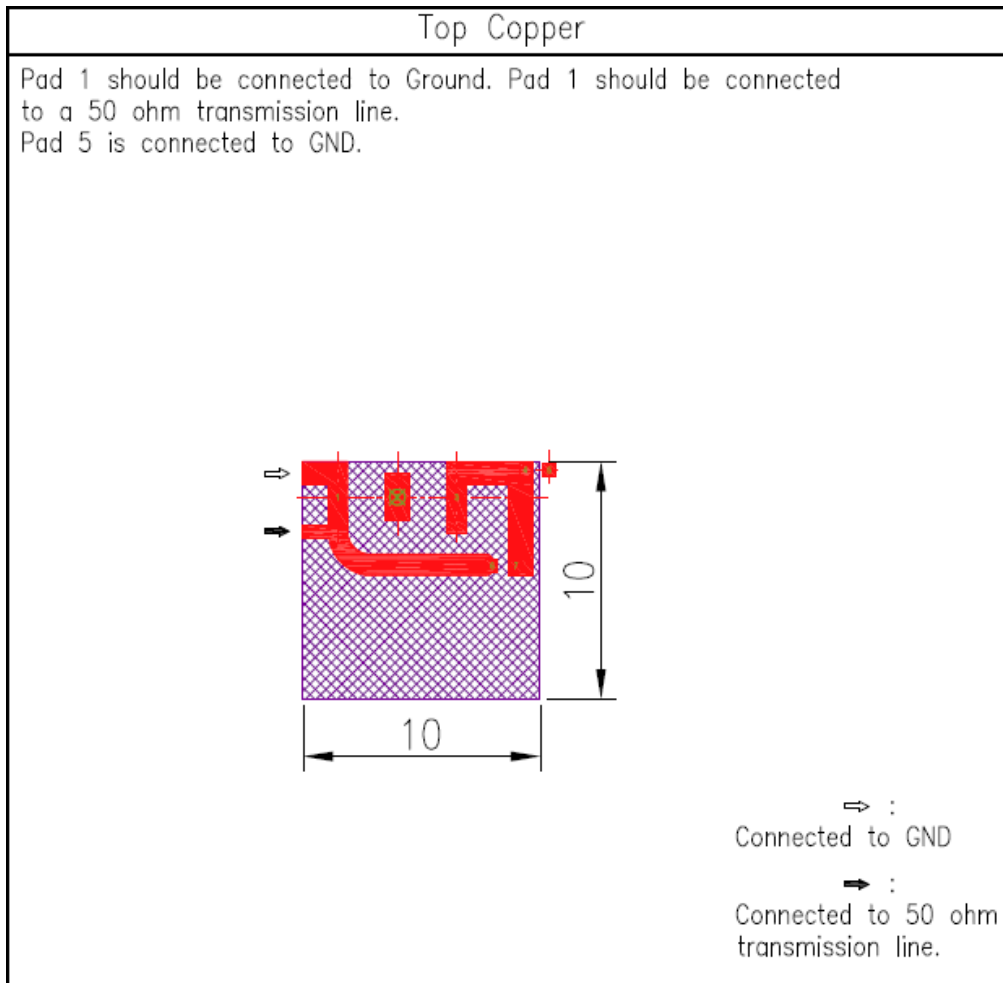 Top Copper
Pad 1 should be connected to Ground. Pad 1 should be connected
to a 50 ohm transmission line.
Pad 5 is connected to GND.
10
10
⇨ :
Connected to GND
➡ :
Connected to 50 ohm
transmission line.